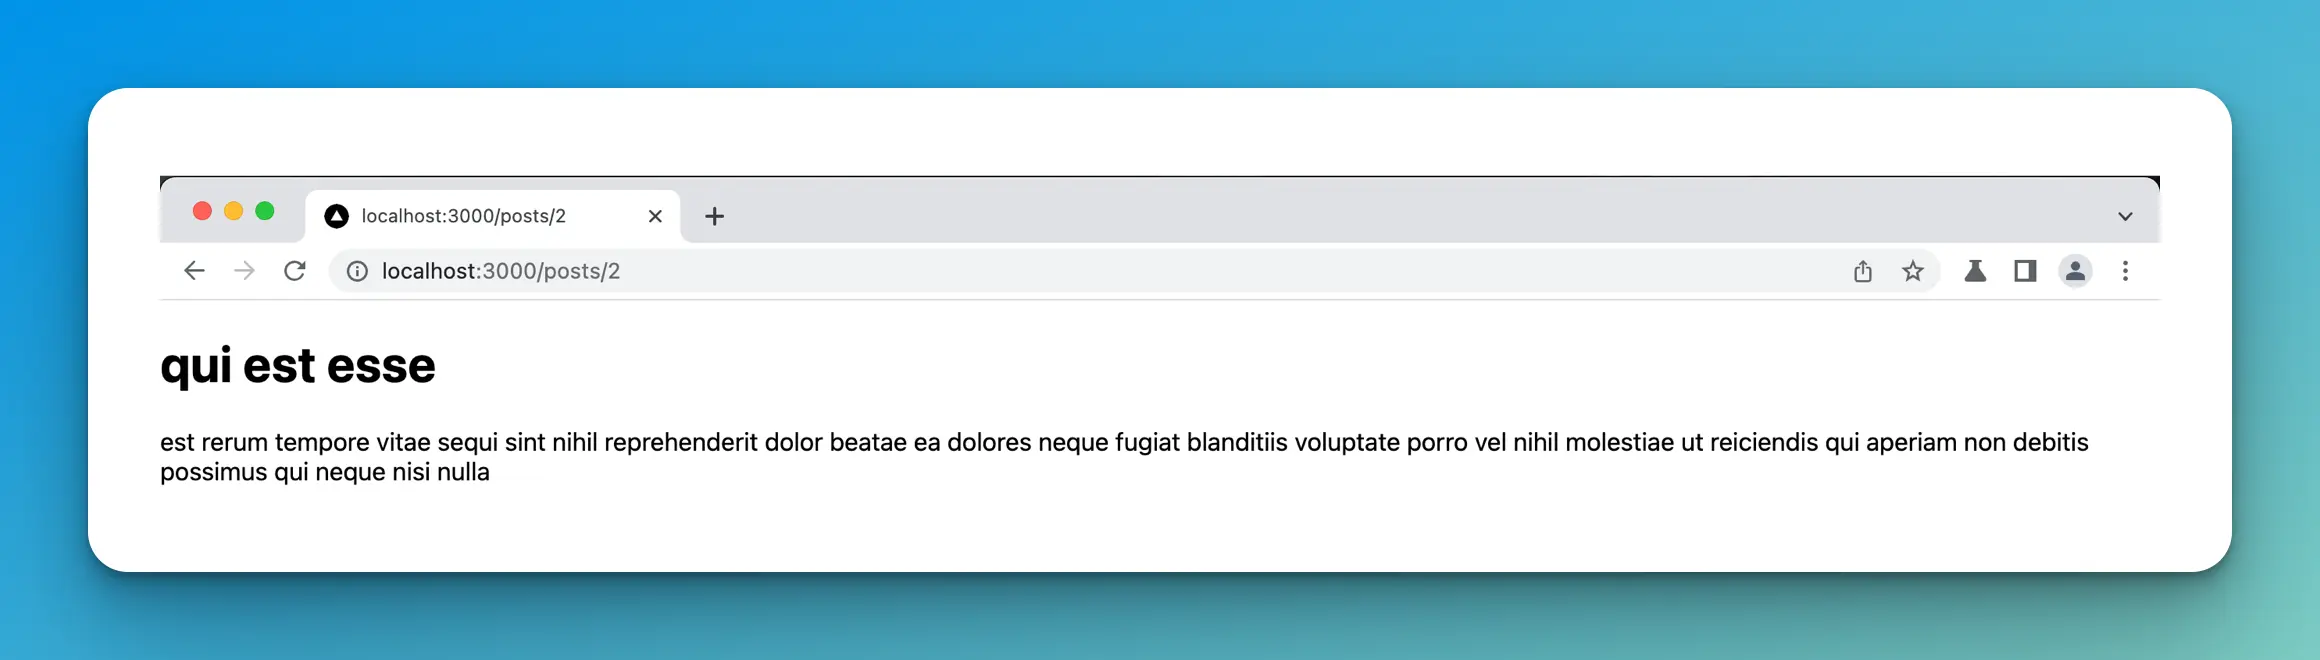 localhost:3000/posts/2
localhost:3000/posts/2
qui est esse
est rerum tempore vitae sequi sint nihil reprehenderit dolor beatae ea dolores neque fugiat blanditiis voluptate porro vel nihil molestiae ut reiciendis qui aperiam non debitis
possimus qui neque nisi nulla